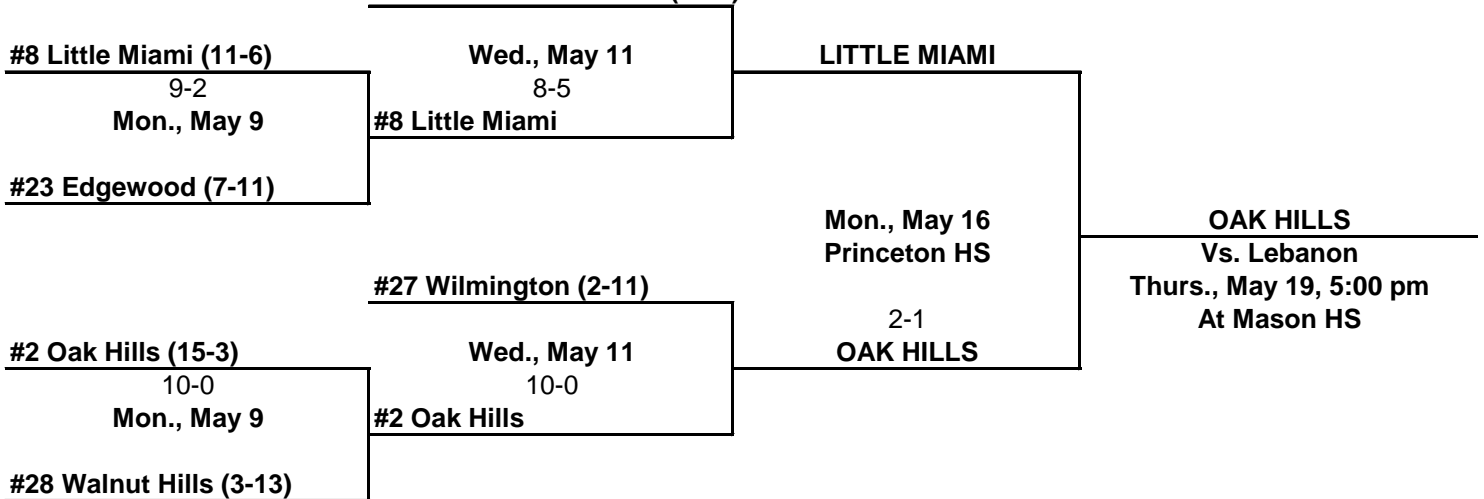 #8 Little Miami (11-6)
9-2
Mon., May 9
#23 Edgewood (7-11)
Wed., May 11
8-5
#8 Little Miami
LITTLE MIAMI
Mon., May 16
Princeton HS
OAK HILLS
Vs. Lebanon
Thurs., May 19, 5:00 pm
At Mason HS
#27 Wilmington (2-11)
2-1
OAK HILLS
#2 Oak Hills (15-3)
10-0
Mon., May 9
#28 Walnut Hills (3-13)
Wed., May 11
10-0
#2 Oak Hills